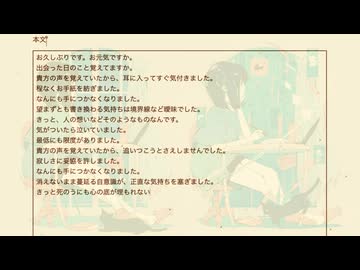 本文
お久しぶりです。お元気ですか。
出会った日のこと覚えてますか。
貴方の声を覚えていたから、耳に入ってすぐ気付きました。
程なくお手紙を紡ぎました。
なんにも手につかなくなりました。
望まずとも書き換わる気持ちは境界線など曖昧でした。
きっと、人の想いなどそのようなものなんです。
気がついたら泣いていました。
最低にも限度がありました。
貴方の声を覚えていたから、追いつこうとさえしませんでした。
寂しさに妥協を許しました。
なんにも手につかなくなりました。
消えないまま蔓延る自意識が、正直な気持ちを塞ぎました。
きっと死のうにも心の底が埋もれない